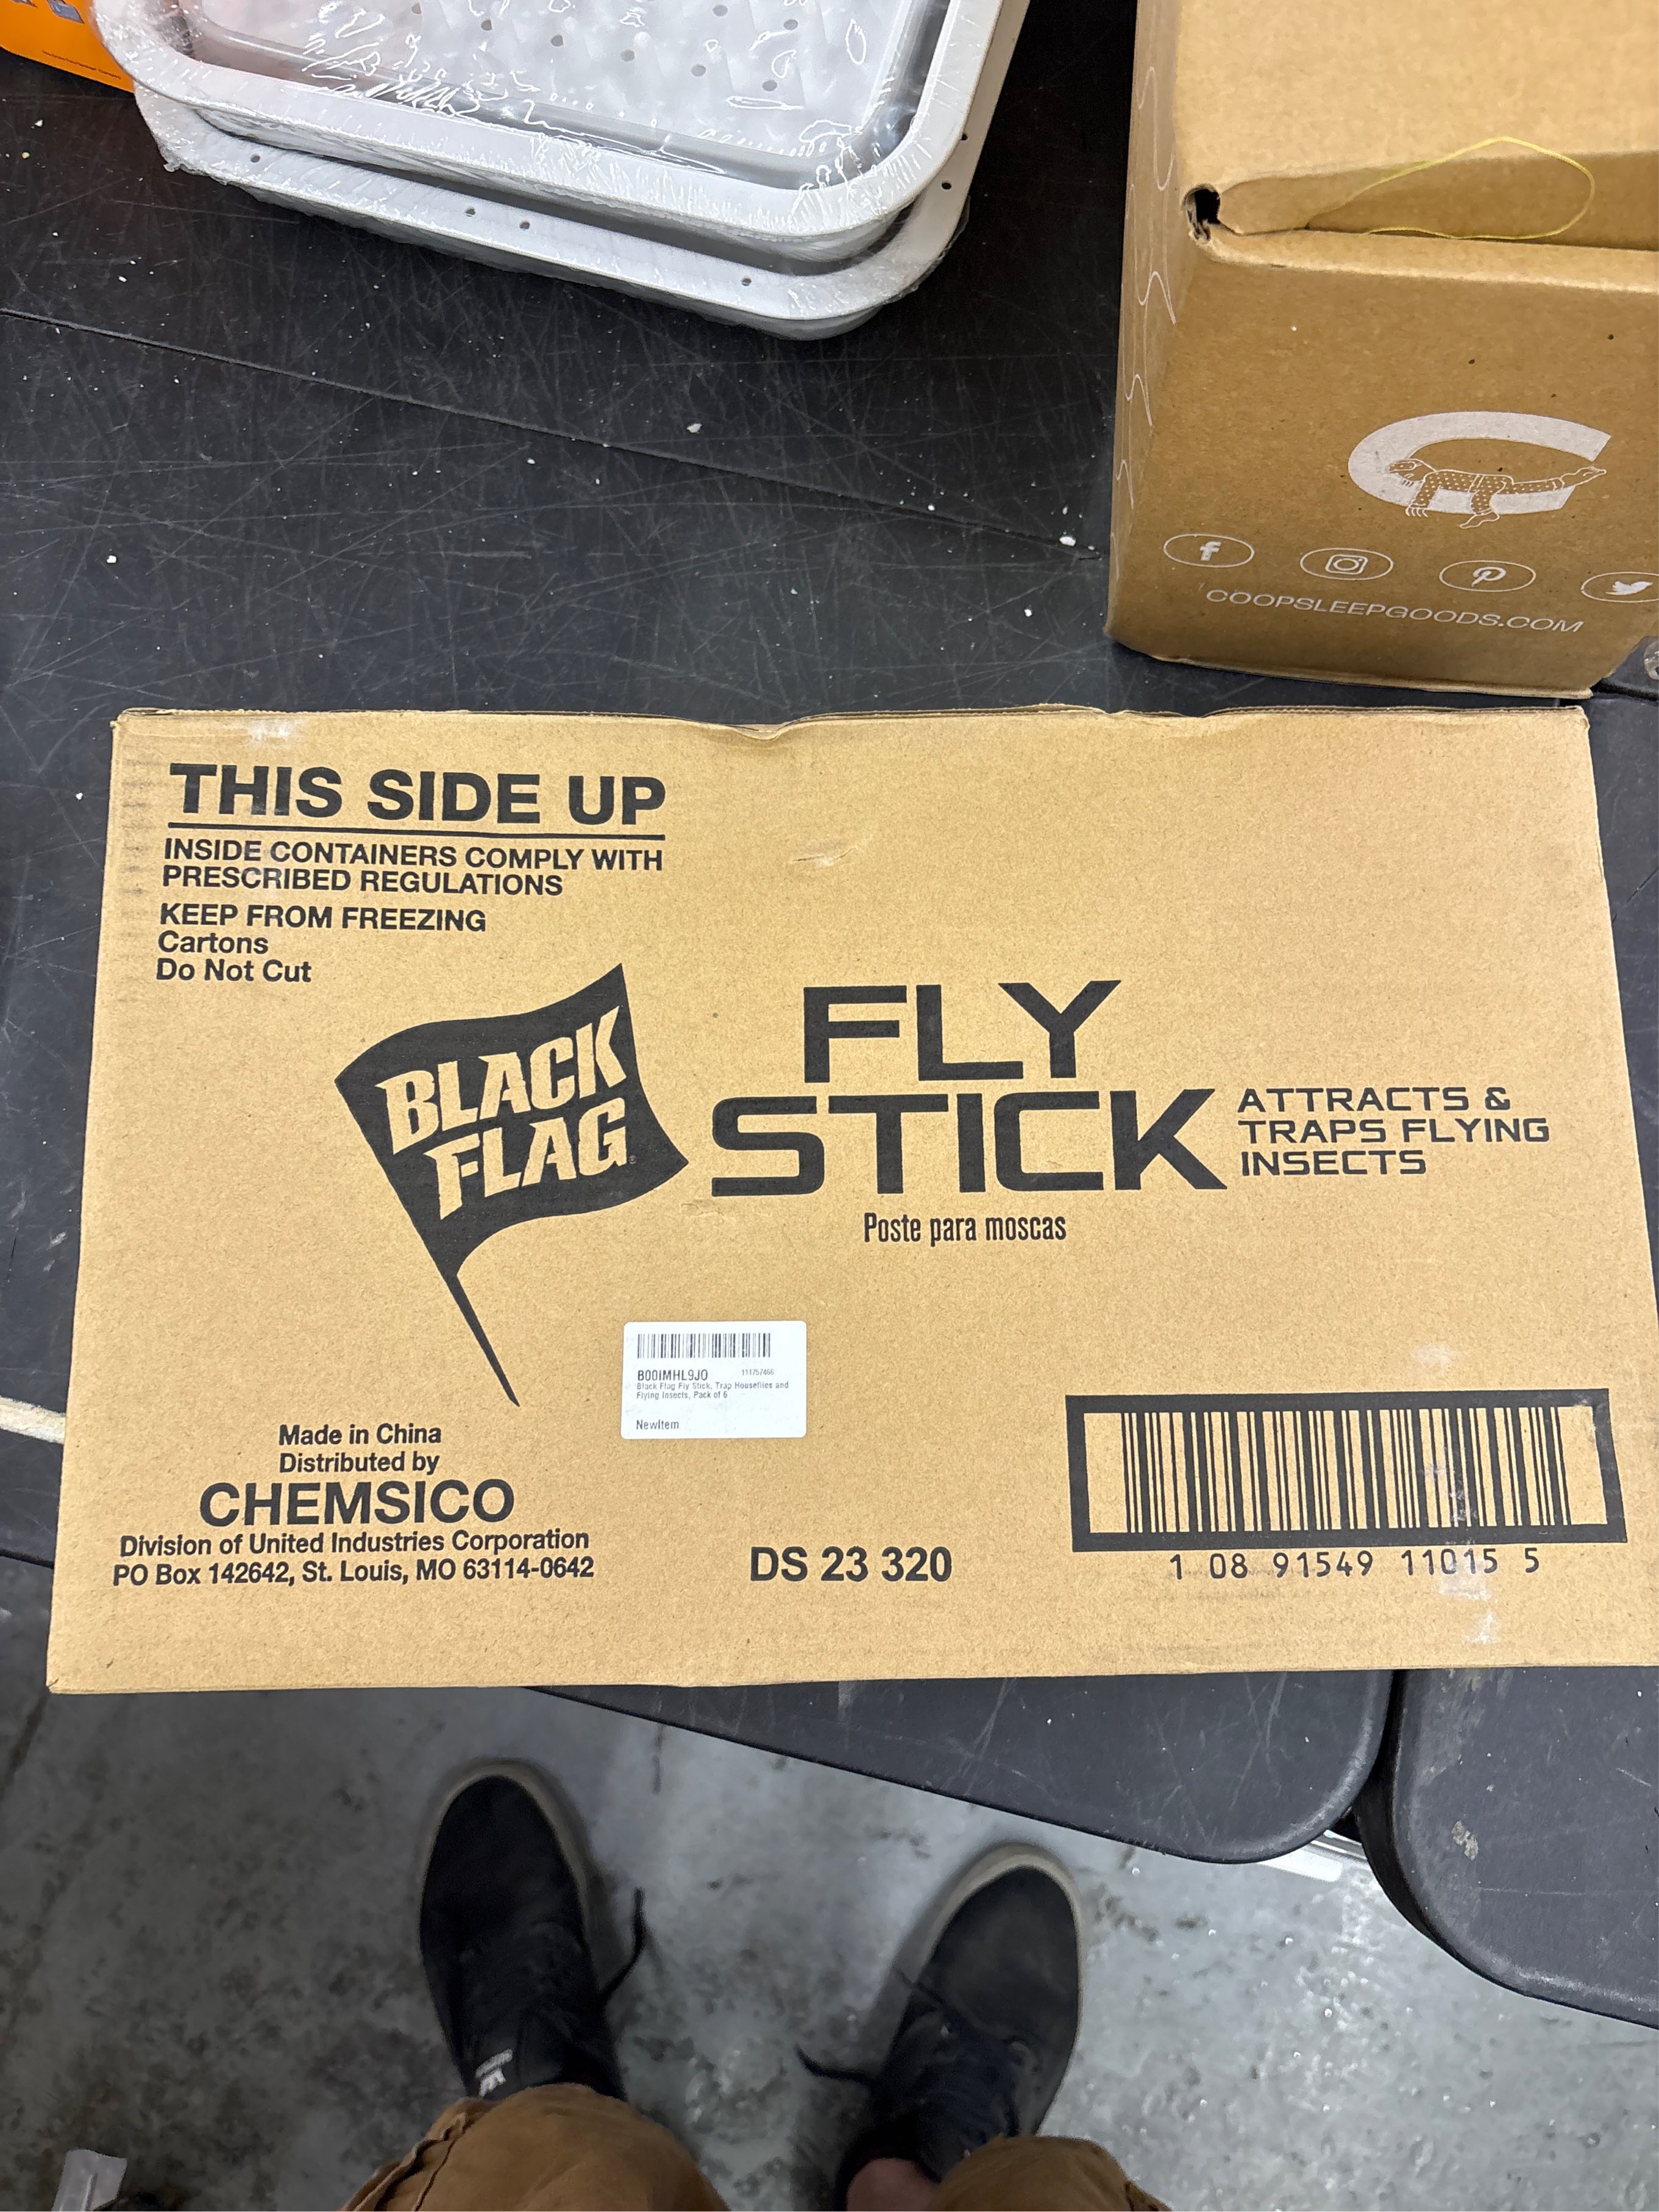 COOPSLEEPGOODS.COM
THIS SIDE UP
INSIDE CONTAINERS COMPLY WITH
PRESCRIBED REGULATIONS
KEEP FROM FREEZING
Cartons
Do Not Cut
BLACK
FLAG®
FLY
STICK
ATTRACTS &
TRAPS FLYING
INSECTS
Poste para moscas
B00IMHL9JO 111757466
Black Flag Fly Stick, Trap Houseflies and
Flying Insects, Pack of 6
NewItem
Made in China
Distributed by
CHEMSICO
Division of United Industries Corporation
PO Box 142642, St. Louis, MO 63114-0642
DS 23 320
1 08 91549 11015 5